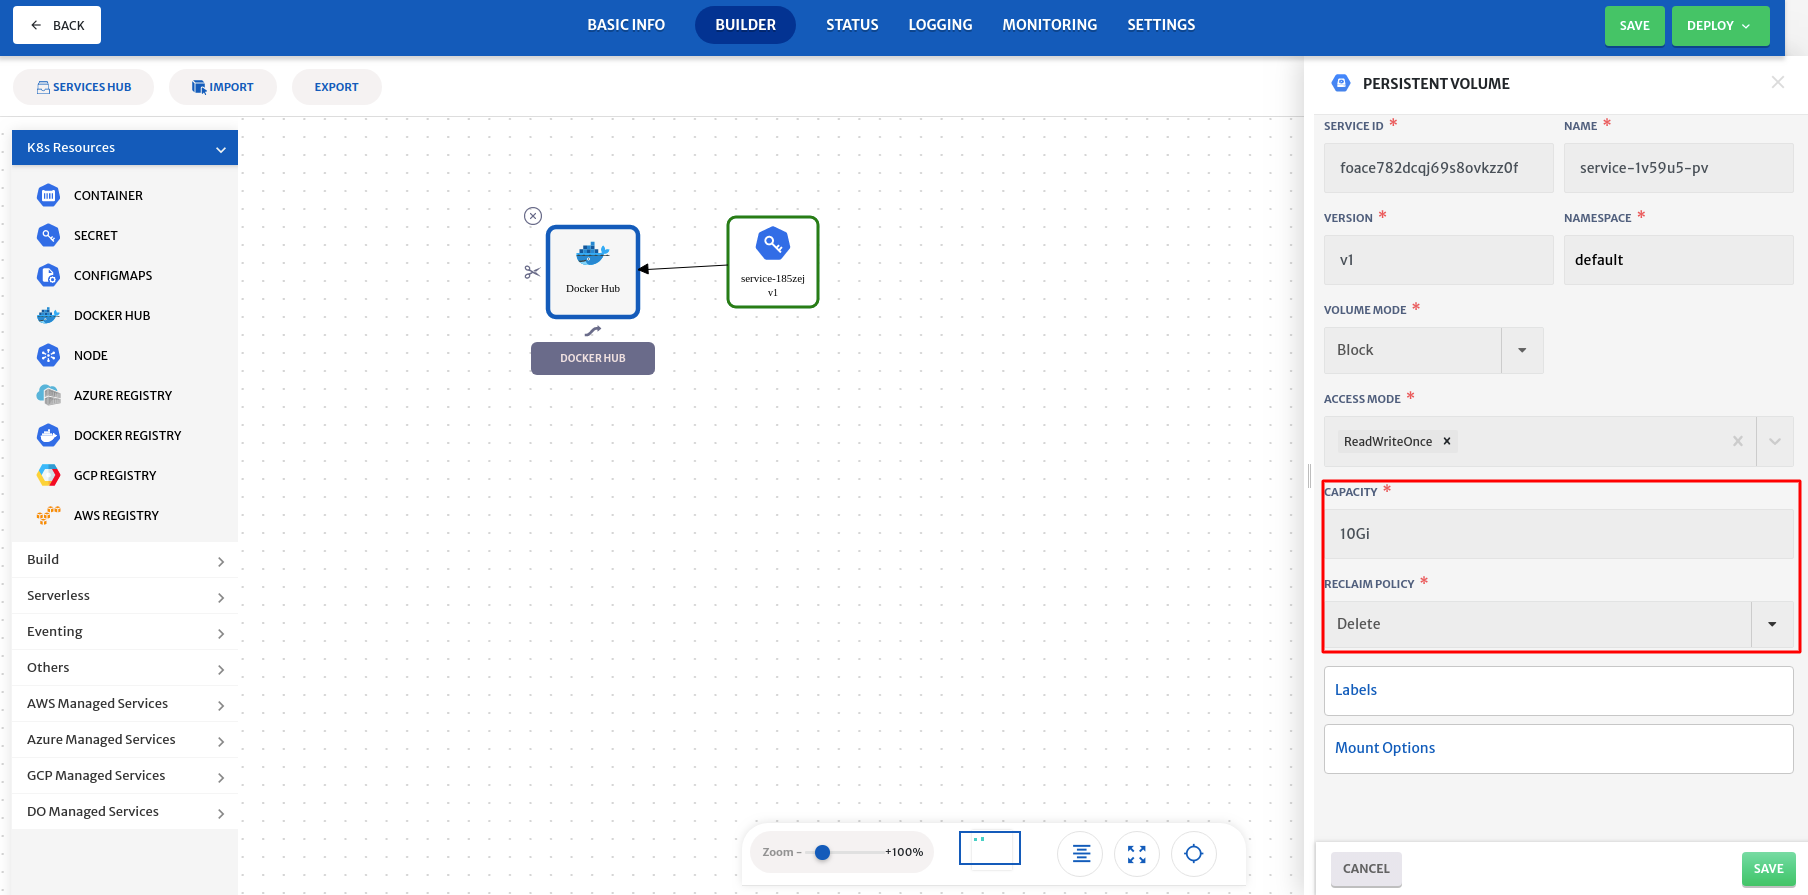 BACK
BASIC INFO
BUILDER
STATUS
LOGGING
MONITORING
SETTINGS
SAVE
DEPLOY
SERVICES HUB
IMPORT
EXPORT
K8s Resources
CONTAINER
SECRET
CONFIGMAPS
DOCKER HUB
NODE
AZURE REGISTRY
DOCKER REGISTRY
GCP REGISTRY
AWS REGISTRY
Build
Serverless
Eventing
Others
AWS Managed Services
Azure Managed Services
GCP Managed Services
DO Managed Services
Docker Hub
DOCKER HUB
service-185zej
v1
Zoom - +100%
PERSISTENT VOLUME
SERVICE ID * NAME *
foace782dcqj69s8ovkzz0f service-1v59u5-pv
VERSION * NAMESPACE *
v1 default
VOLUME MODE *
Block
ACCESS MODE *
ReadWriteOnce
CAPACITY *
10Gi
RECLAIM POLICY *
Delete
Labels
Mount Options
CANCEL
SAVE